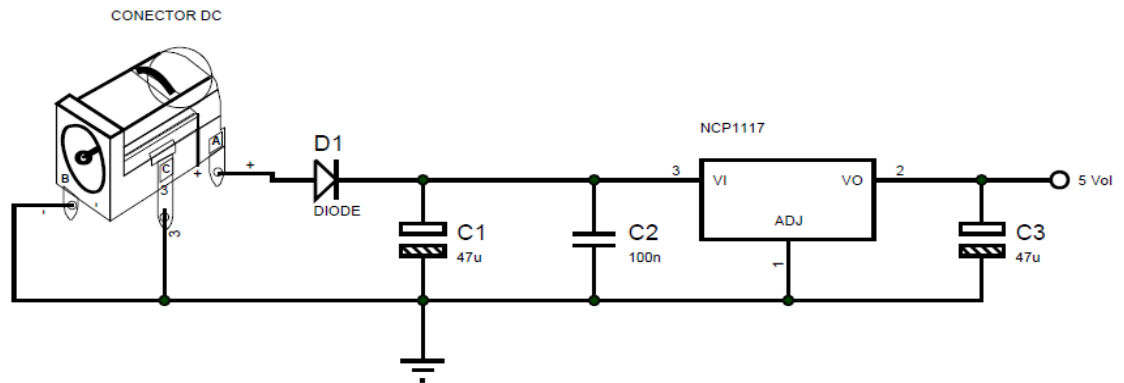 CONECTOR DC
A
B
C
3
+
+
-
-
3
D1
DIODE
C1
47u
C2
100n
NCP1117
3
VI
VO
2
ADJ
1
C3
47u
5 Vol